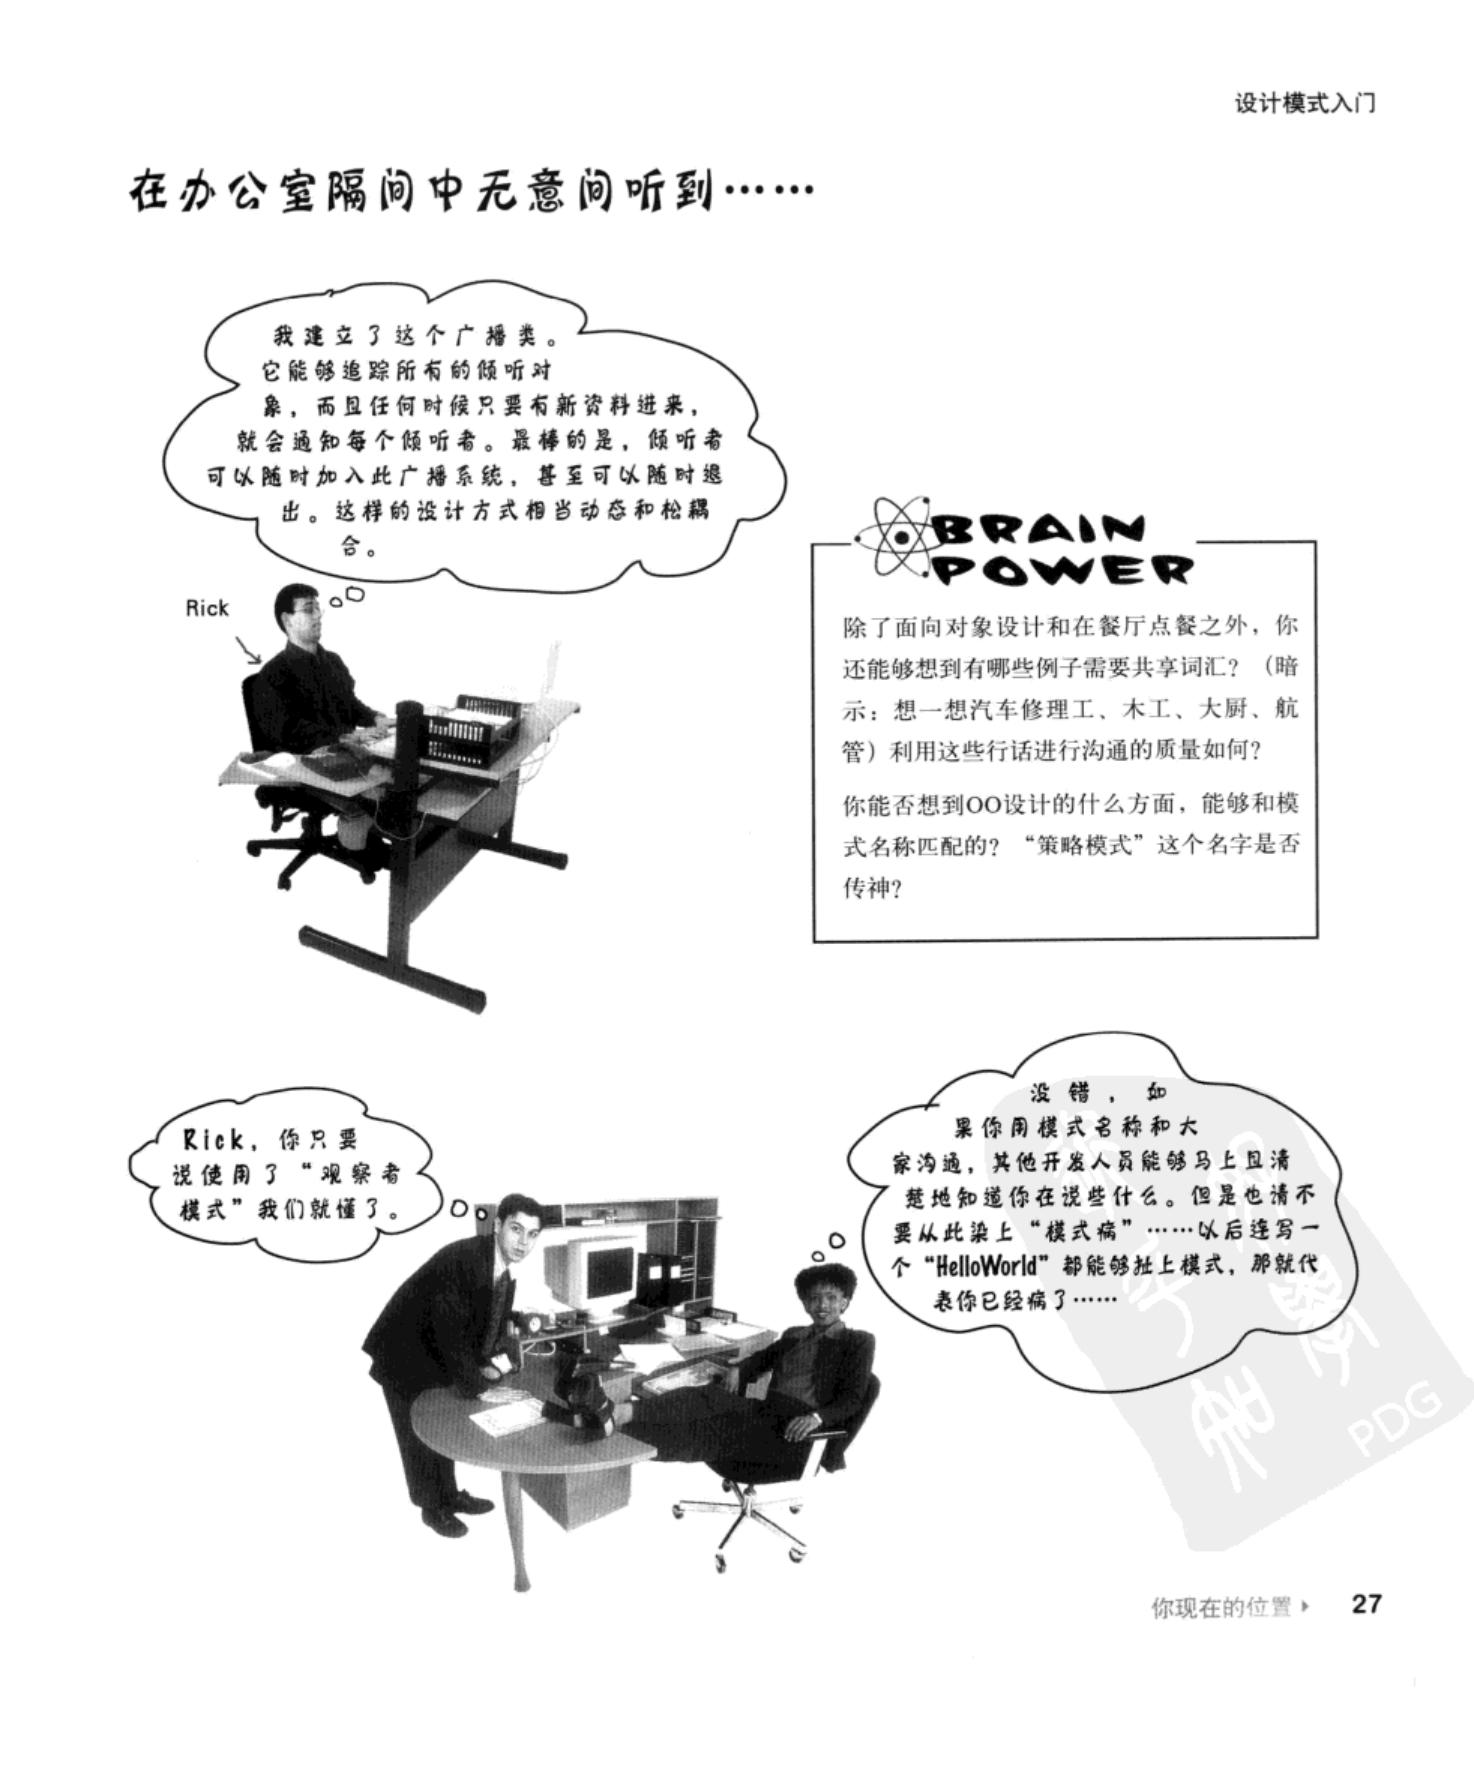 设计模式入门
在办公室隔间中无意间听到……
我建立了这个广播类。
它能够追踪所有的倾听对
象，而且任何时候只要有新资料进来，
就会通知每个倾听者。最棒的是，倾听者
可以随时加入此广播系统，甚至可以随时退
出。这样的设计方式相当动态和松耦
合。
Rick
BRAIN
POWER
除了面向对象设计和在餐厅点餐之外，你
还能够想到有哪些例子需要共享词汇？（暗
示：想一想汽车修理工、木工、大厨、航
管）利用这些行话进行沟通的质量如何？
你能否想到OO设计的什么方面，能够和模
式名称匹配的？“策略模式”这个名字是否
传神？
Rick，你只要
说使用了“观察者
模式”我们就懂了。
没错，如
果你用模式名称和大
家沟通，其他开发人员能够马上且清
楚地知道你在说些什么。但是也请不
要从此染上“模式病”……以后连写一
个“HelloWorld”都能够扯上模式，那就代
表你已经病了……
PDG
你现在的位置 ▸ 27